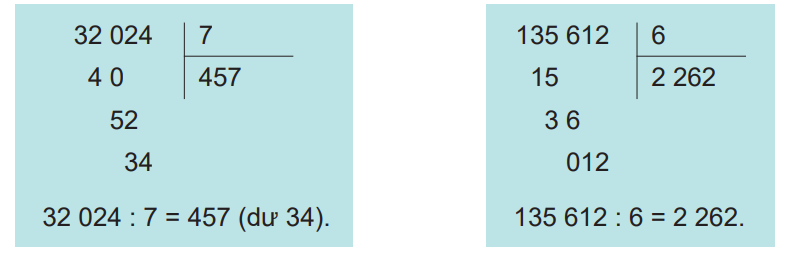 32 024 7
4 0 457
52
34
32 024 : 7 = 457 (dư 34).
135 612 6
15 2 262
3 6
012
135 612 : 6 = 2 262.